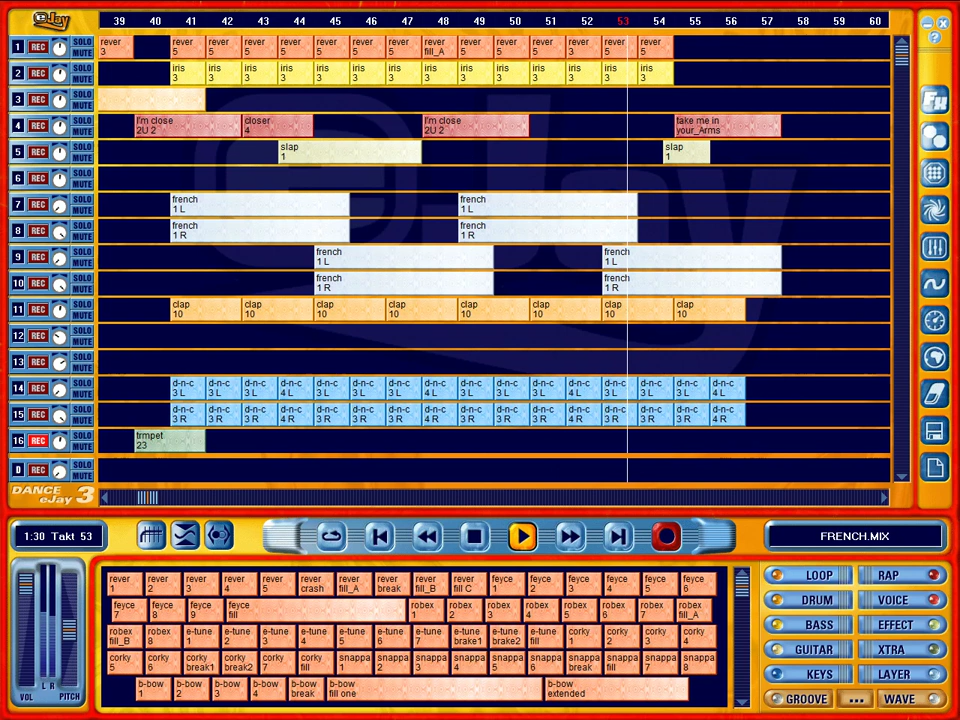 eJay 39 40 41 42 43 44 45 46 47 48 49 50 51 52 53 54 55 56 57 58 59 60
1 REC SOLO MUTE rever 3 rever 5 rever 5 rever 5 rever 5 rever 5 rever 5 rever 5 rever fill_A rever 5 rever 5 rever 5 rever 5 rever 5 rever 5
2 REC SOLO MUTE iris 3 iris 3 iris 3 iris 3 iris 3 iris 3 iris 3 iris 3 iris 3 iris 3 iris 3 iris 3 iris 3 iris 3
3 REC SOLO MUTE
4 REC SOLO MUTE I'm close 2U 2 closer 4 I'm close 2U 2 take me in your_Arms
5 REC SOLO MUTE slap 1 slap 1
6 REC SOLO MUTE
7 REC SOLO MUTE french 1 L french 1 L
8 REC SOLO MUTE french 1 R french 1 R
9 REC SOLO MUTE french 1 L french 1 L
10 REC SOLO MUTE french 1 R french 1 R
11 REC SOLO MUTE clap 10 clap 10 clap 10 clap 10 clap 10 clap 10 clap 10 clap 10
12 REC SOLO MUTE
13 REC SOLO MUTE
14 REC SOLO MUTE d-n-c 3 L d-n-c 3 L d-n-c 3 L d-n-c 4 L d-n-c 3 L d-n-c 3 L d-n-c 3 L d-n-c 4 L d-n-c 3 L d-n-c 3 L d-n-c 3 L d-n-c 4 L d-n-c 3 L d-n-c 3 L d-n-c 3 L d-n-c 4 L
15 REC SOLO MUTE d-n-c 3 R d-n-c 3 R d-n-c 3 R d-n-c 4 R d-n-c 3 R d-n-c 3 R d-n-c 3 R d-n-c 4 R d-n-c 3 R d-n-c 3 R d-n-c 3 R d-n-c 4 R d-n-c 3 R d-n-c 3 R d-n-c 3 R d-n-c 4 R
16 REC SOLO MUTE trmpet 23
D REC SOLO MUTE
DANCE eJay 3
1:30 Takt 53
FRENCH.MIX
rever 1 rever 2 rever 3 rever 4 rever 5 rever crash rever fill_A rever break rever fill_B rever fill C feyce 1 feyce 2 feyce 3 feyce 4 feyce 5 feyce 6
feyce 7 feyce 8 feyce 9 feyce fill robex 1 robex 2 robex 3 robex 4 robex 5 robex 6 robex 7 robex fill_A
robex fill_B robex 8 e-tune 1 e-tune 2 e-tune 3 e-tune 4 e-tune 5 e-tune 6 e-tune 7 e-tune brake1 e-tune brake2 e-tune fill corky 1 corky 2 corky 3 corky 4
corky 5 corky 6 corky break1 corky break2 corky 7 corky fill snappa 1 snappa 2 snappa 3 snappa 4 snappa 5 snappa 6 snappa break snappa fill snappa 7 snappa 8
b-bow 1 b-bow 2 b-bow 3 b-bow 4 b-bow break b-bow fill one b-bow extended
VOL L R PITCH
LOOP RAP
DRUM VOICE
BASS EFFECT
GUITAR XTRA
KEYS LAYER
GROOVE ... WAVE
Fx
?
eJay